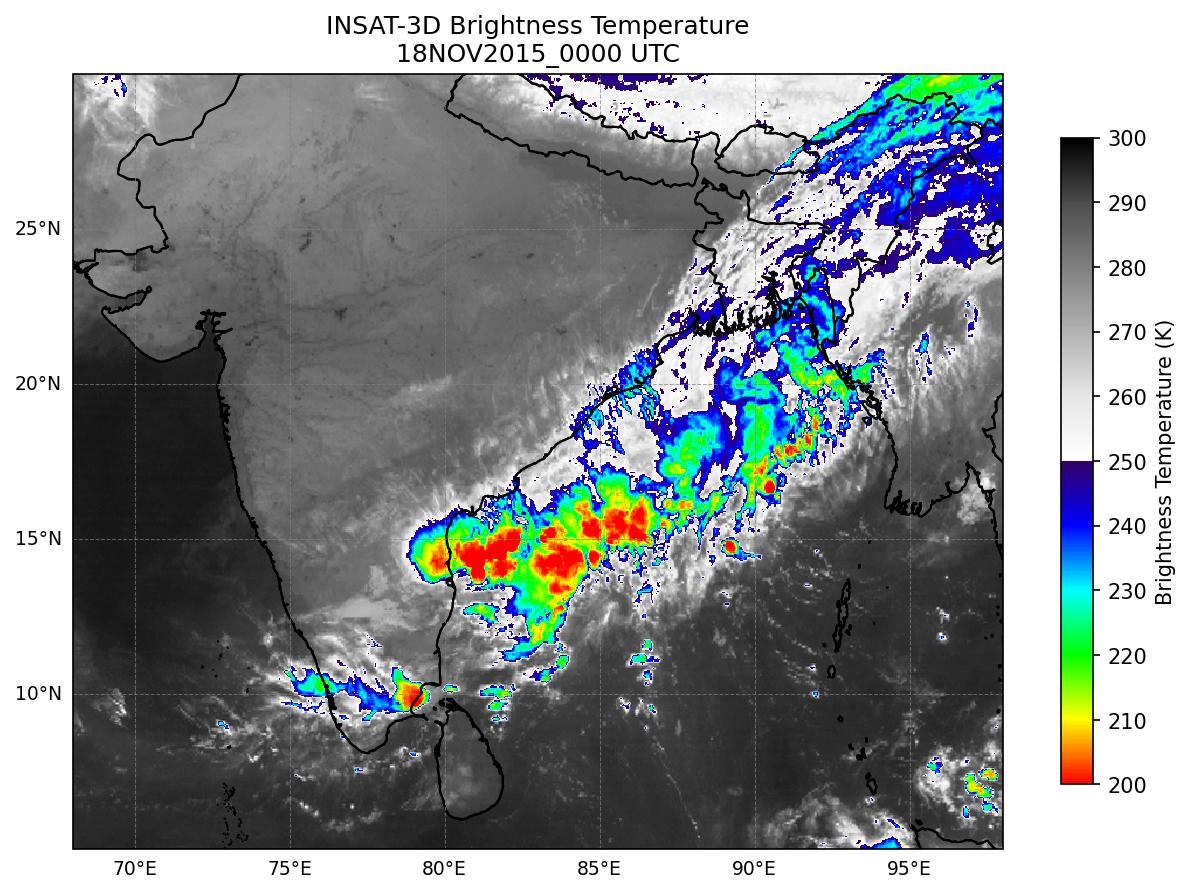 INSAT-3D Brightness Temperature
18NOV2015_0000 UTC
25°N
20°N
15°N
10°N
70°E
75°E
80°E
85°E
90°E
95°E
300
290
280
270
260
250
240
230
220
210
200
Brightness Temperature (K)